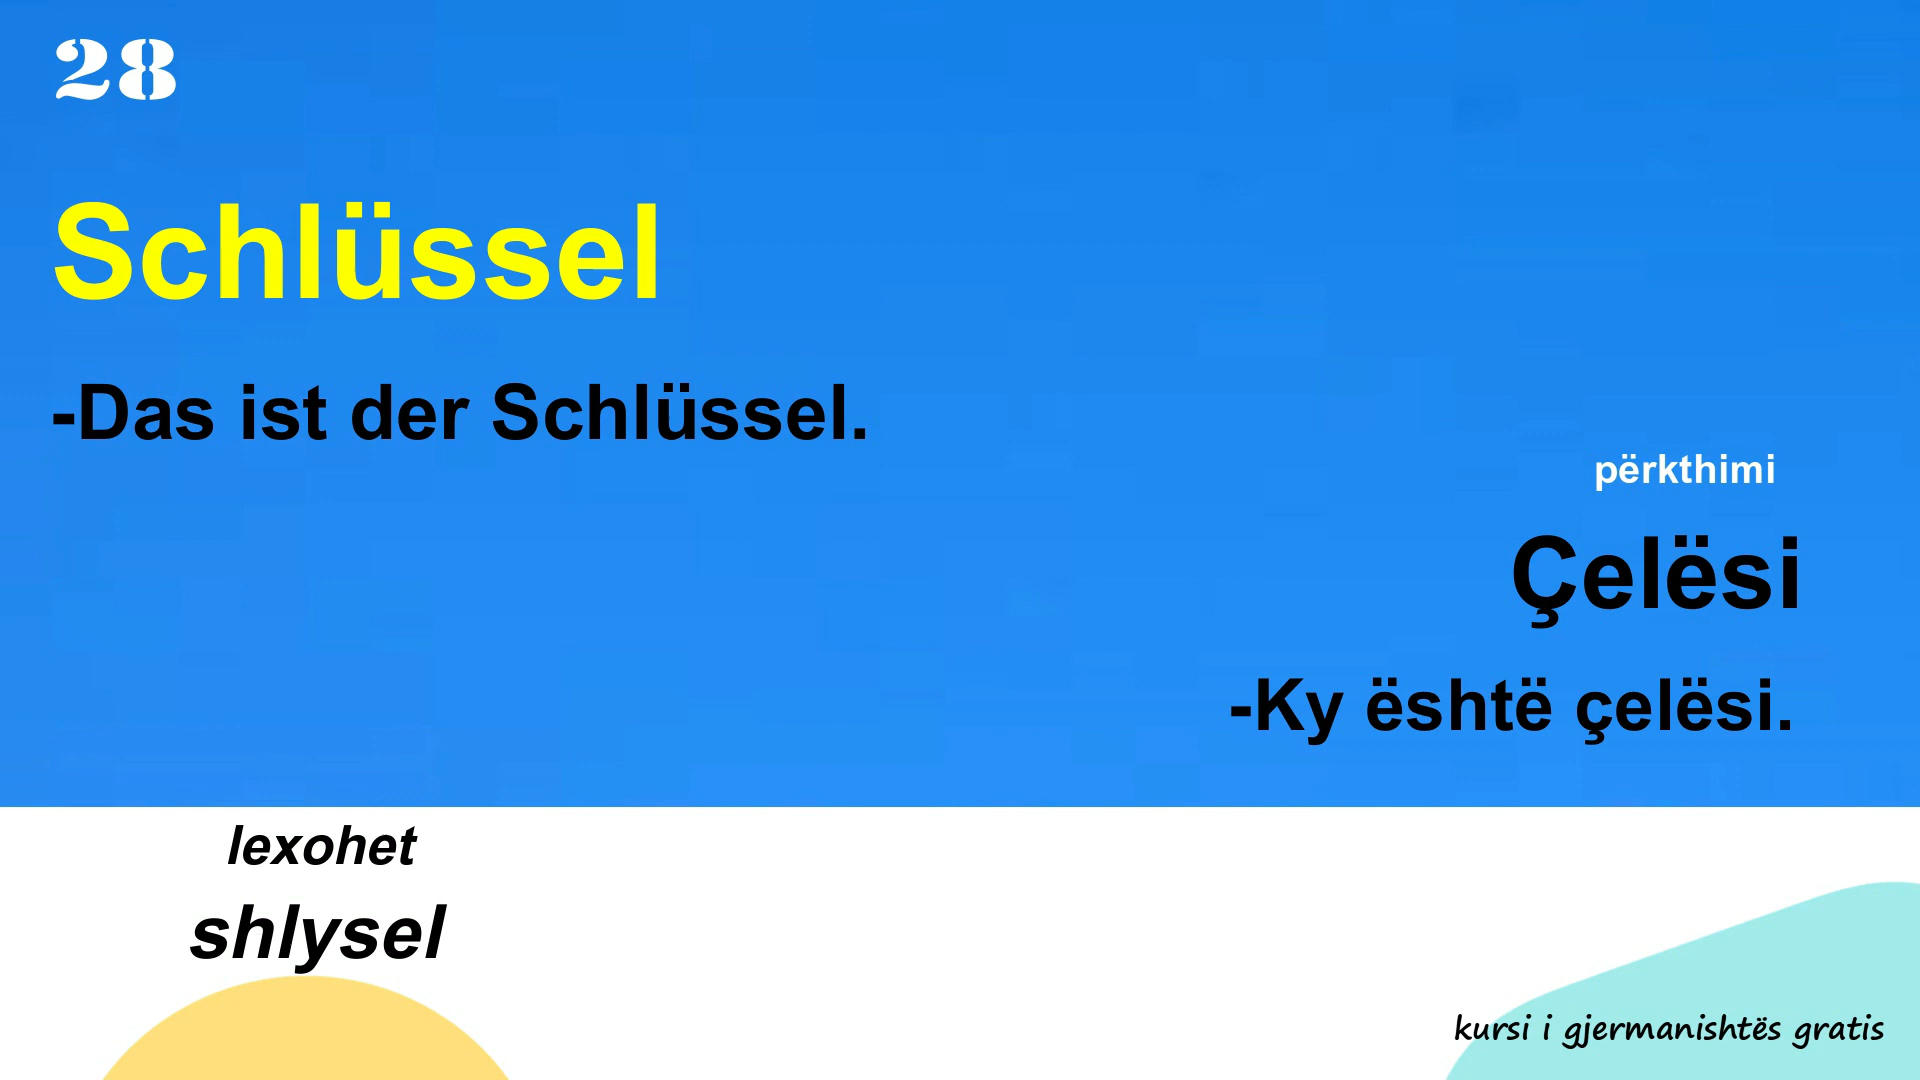 28
Schlüssel
-Das ist der Schlüssel.
përkthimi
Çelësi
-Ky është çelësi.
lexohet
shlysel
kursi i gjermanishtës gratis